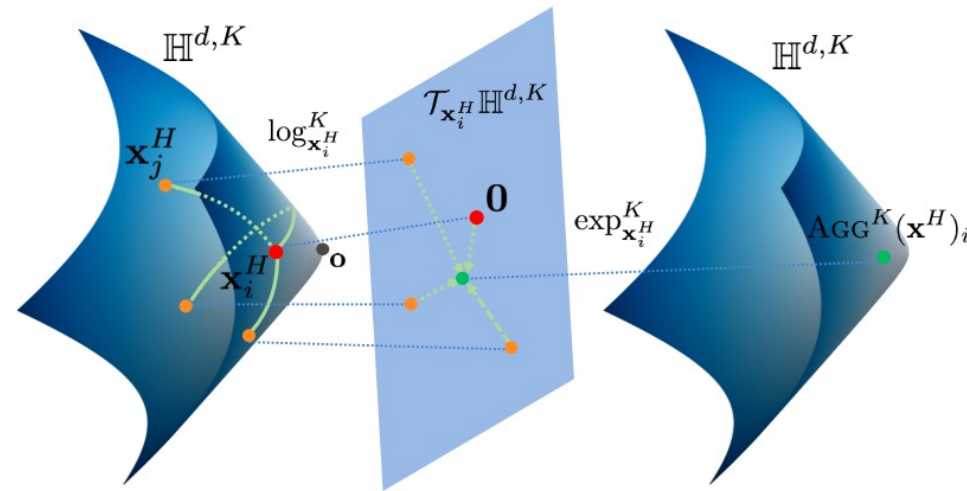 ℍ^{d,K}
log^K_{𝐱_i^H}
𝐱_j^H
𝐱_i^H
𝐨
𝒯_{𝐱_i^H}ℍ^{d,K}
𝟎
exp^K_{𝐱_i^H}
ℍ^{d,K}
AGG^K(𝐱^H)_i